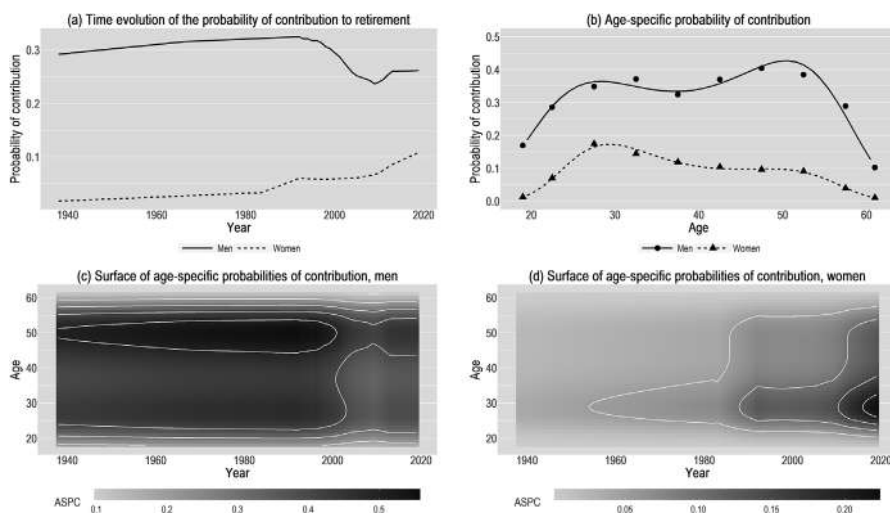 (a) Time evolution of the probability of contribution to retirement
Probability of contribution
0.3
0.2
0.1
1940 1960 1980 2000 2020
Year
Men Women
(b) Age-specific probability of contribution
Probability of contribution
0.5
0.4
0.3
0.2
0.1
0.0
20 30 40 50 60
Age
Men Women
(c) Surface of age-specific probabilities of contribution, men
Age
60
50
40
30
20
1940 1960 1980 2000 2020
Year
ASPC
0.1 0.2 0.3 0.4 0.5
(d) Surface of age-specific probabilities of contribution, women
Age
60
50
40
30
20
1940 1960 1980 2000 2020
Year
ASPC
0.05 0.10 0.15 0.20